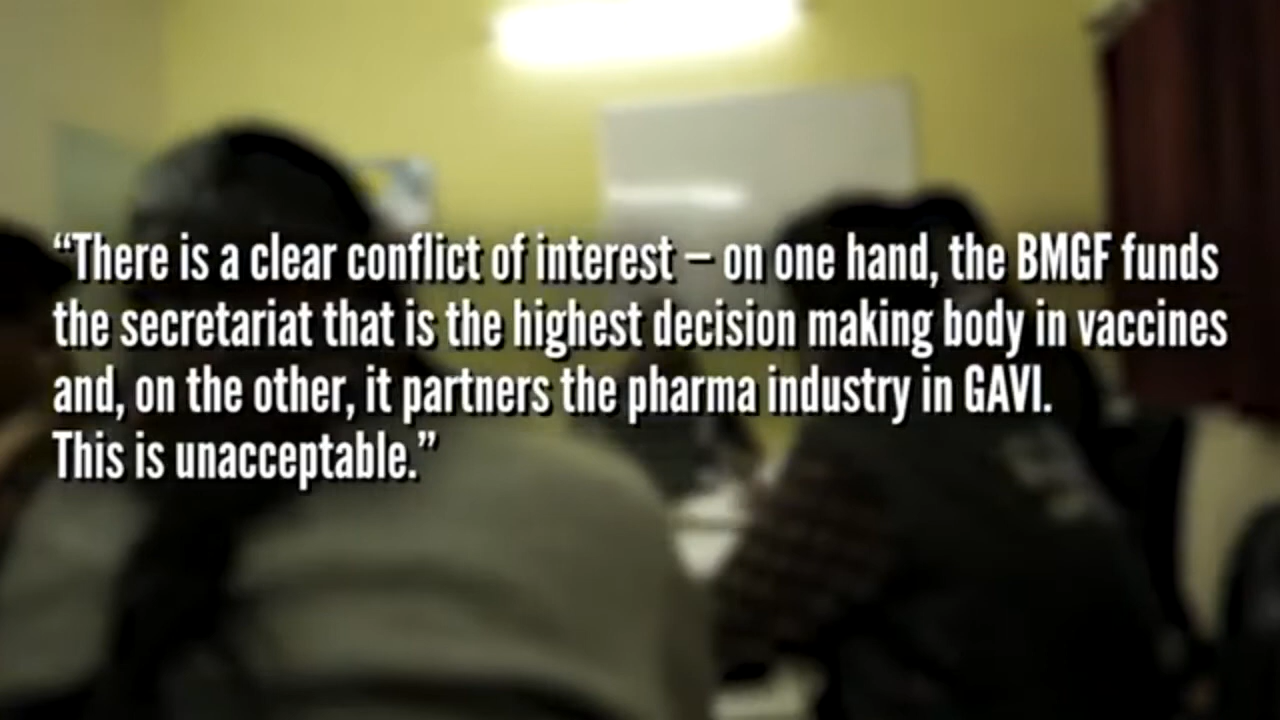 “There is a clear conflict of interest – on one hand, the BMGF funds
the secretariat that is the highest decision making body in vaccines
and, on the other, it partners the pharma industry in GAVI.
This is unacceptable.”